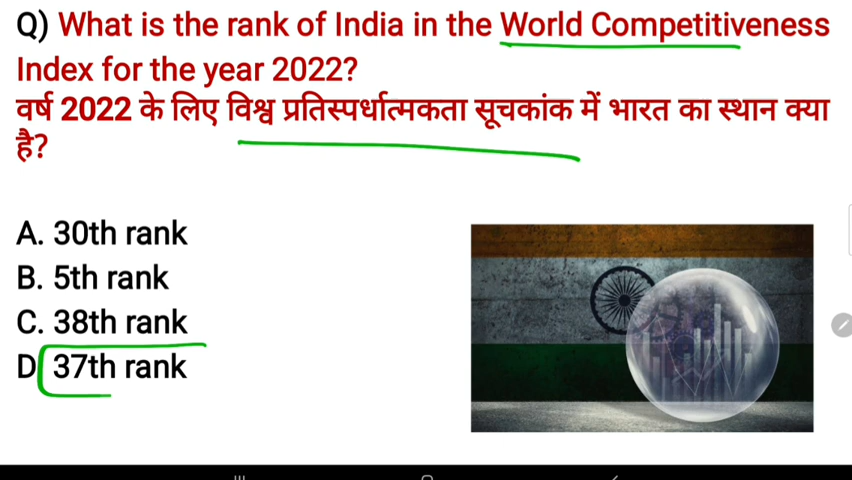 Q) What is the rank of India in the World Competitiveness
Index for the year 2022?
वर्ष 2022 के लिए विश्व प्रतिस्पर्धात्मकता सूचकांक में भारत का स्थान क्या
है?
A. 30th rank
B. 5th rank
C. 38th rank
D 37th rank